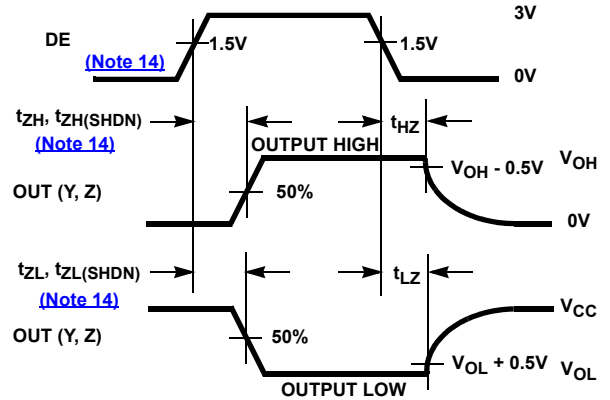 3V
DE
(Note 14)
1.5V
1.5V
0V
tZH, tZH(SHDN)
(Note 14)
tHZ
OUTPUT HIGH
VOH - 0.5V
VOH
OUT (Y, Z)
50%
0V
tZL, tZL(SHDN)
(Note 14)
tLZ
VCC
OUT (Y, Z)
50%
VOL + 0.5V
VOL
OUTPUT LOW